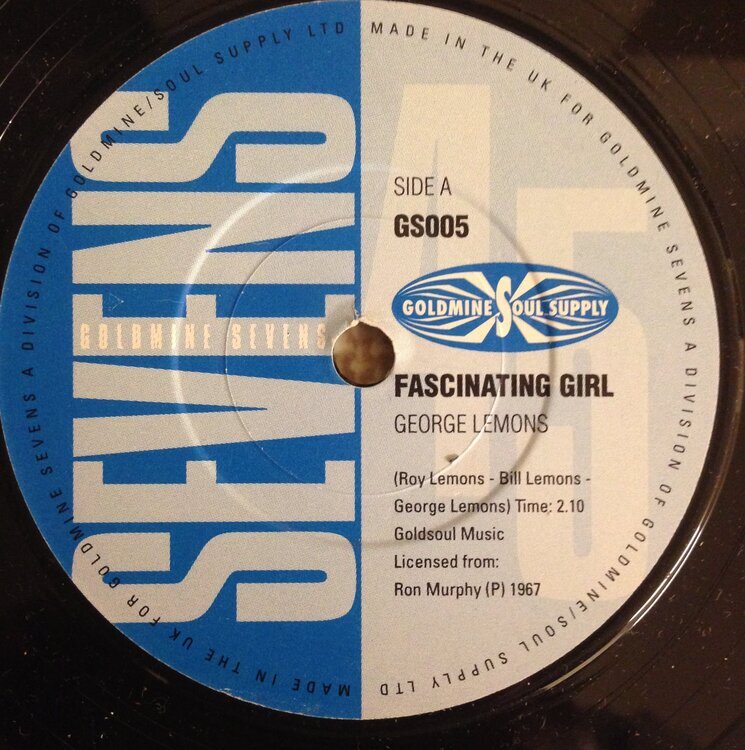 MADE IN THE UK FOR GOLDMINE SEVENS A DIVISION OF GOLDMINE/SOUL SUPPLY LTD
MADE IN THE UK FOR GOLDMINE SEVENS A DIVISION OF GOLDMINE/SOUL SUPPLY LTD
SEVENS
GOLDMINE SEVENS
45
SIDE A
GS005
GOLDMINE SOUL SUPPLY
FASCINATING GIRL
GEORGE LEMONS
(Roy Lemons - Bill Lemons -
George Lemons) Time: 2.10
Goldsoul Music
Licensed from:
Ron Murphy (P) 1967